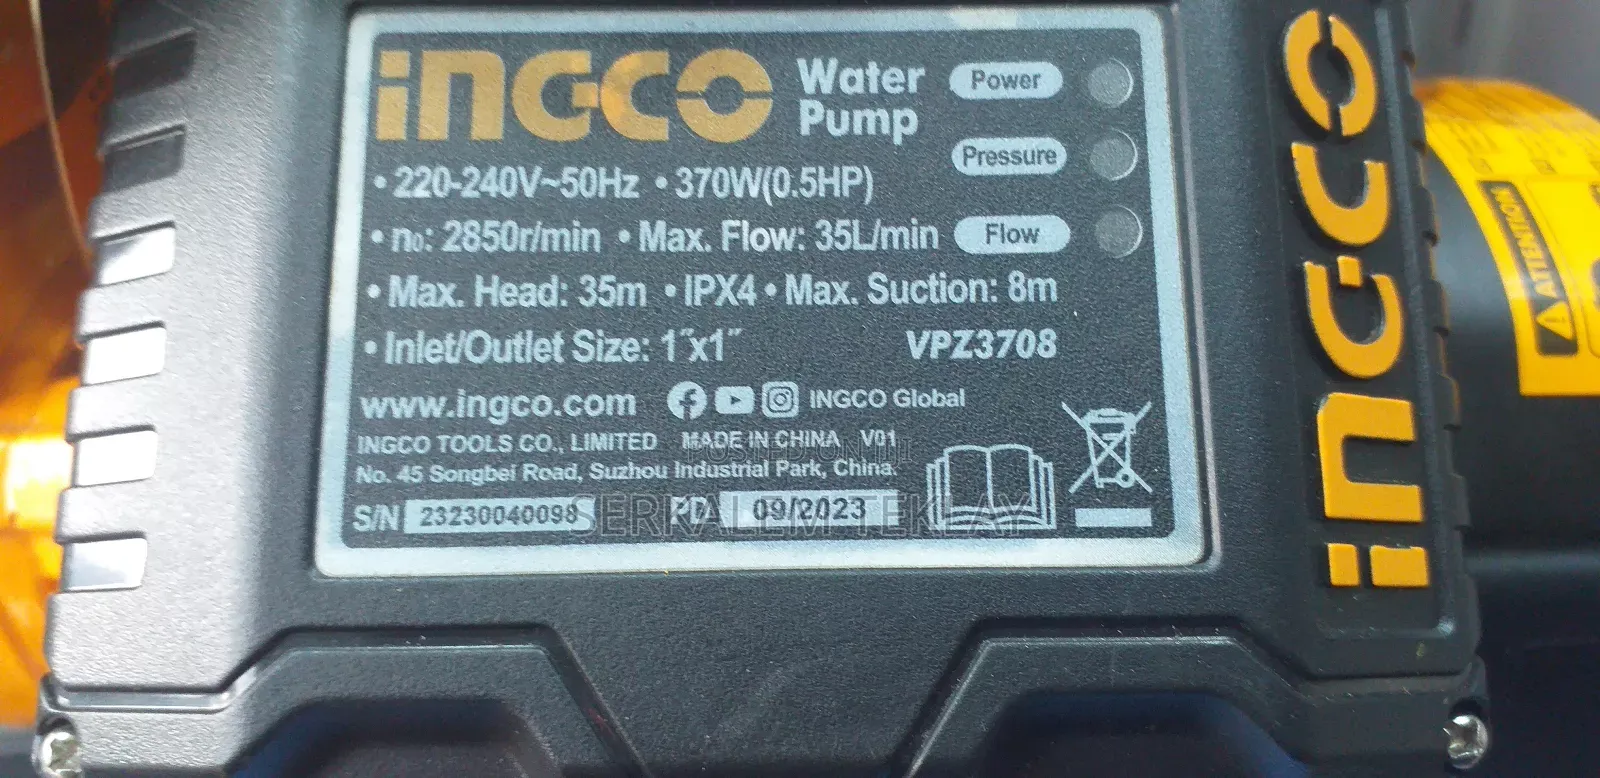 INGCO Water Pump
Power
Pressure
Flow
• 220-240V~50Hz • 370W(0.5HP)
• n₀: 2850r/min • Max. Flow: 35L/min
• Max. Head: 35m • IPX4 • Max. Suction: 8m
• Inlet/Outlet Size: 1"x1" VPZ3708
www.ingco.com INGCO Global
INGCO TOOLS CO., LIMITED MADE IN CHINA V01
No. 45 Songbei Road, Suzhou Industrial Park, China.
S/N 23230040098 PD 09/2023
POSTED ON JIJI
SERKALEM TEKLAY
INGCO
ATTENTION